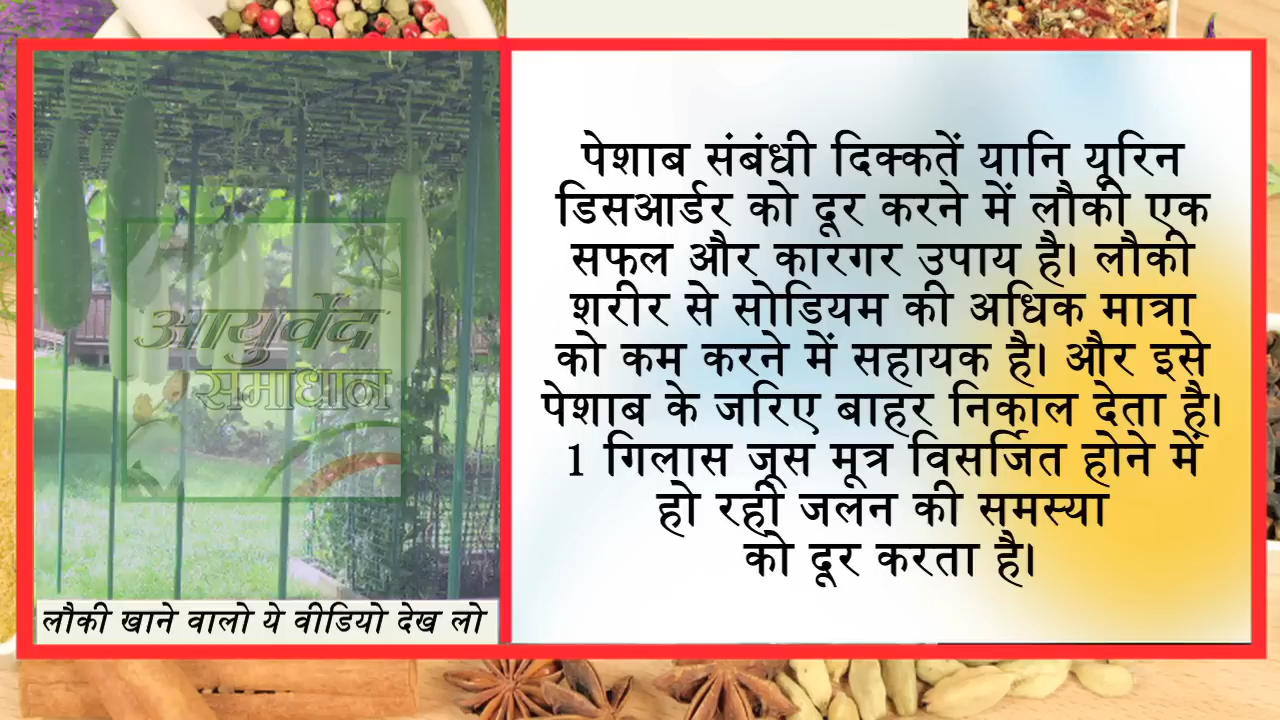 पेशाब संबंधी दिक्कतें यानि यूरिन
डिसआर्डर को दूर करने में लौकी एक
सफल और कारगर उपाय है। लौकी
शरीर से सोडियम की अधिक मात्रा
को कम करने में सहायक है। और इसे
पेशाब के जरिए बाहर निकाल देता है।
1 गिलास जूस मूत्र विसर्जित होने में
हो रही जलन की समस्या
को दूर करता है।
आयुर्वेद
समाधान
लौकी खाने वालो ये वीडियो देख लो